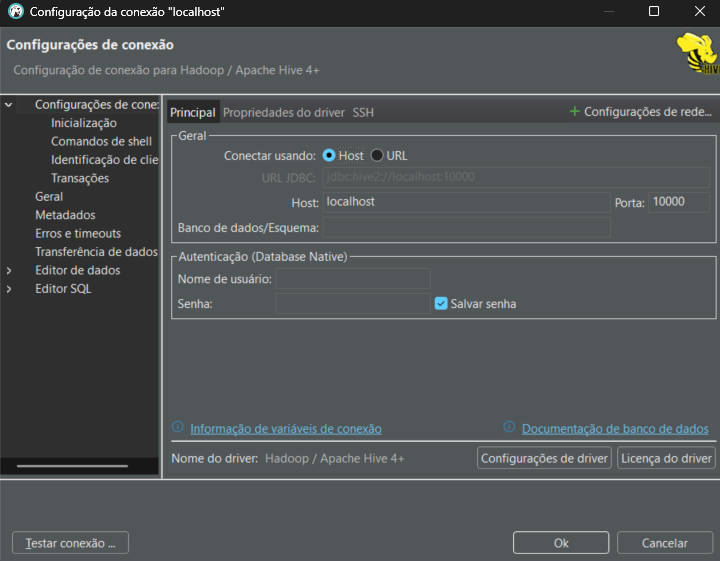 Configuração da conexão "localhost"
Configurações de conexão
Configuração de conexão para Hadoop / Apache Hive 4+
HIVE
Configurações de cone:
Inicialização
Comandos de shell
Identificação de clie
Transações
Geral
Metadados
Erros e timeouts
Transferência de dados
Editor de dados
Editor SQL
Principal Propriedades do driver SSH
+ Configurações de rede...
Geral
Conectar usando: Host URL
URL JDBC: jdbc:hive2://localhost:10000
Host: localhost Porta: 10000
Banco de dados/Esquema:
Autenticação (Database Native)
Nome de usuário:
Senha: Salvar senha
Informação de variáveis de conexão Documentação de banco de dados
Nome do driver: Hadoop / Apache Hive 4+ Configurações de driver Licença do driver
Testar conexão ... Ok Cancelar